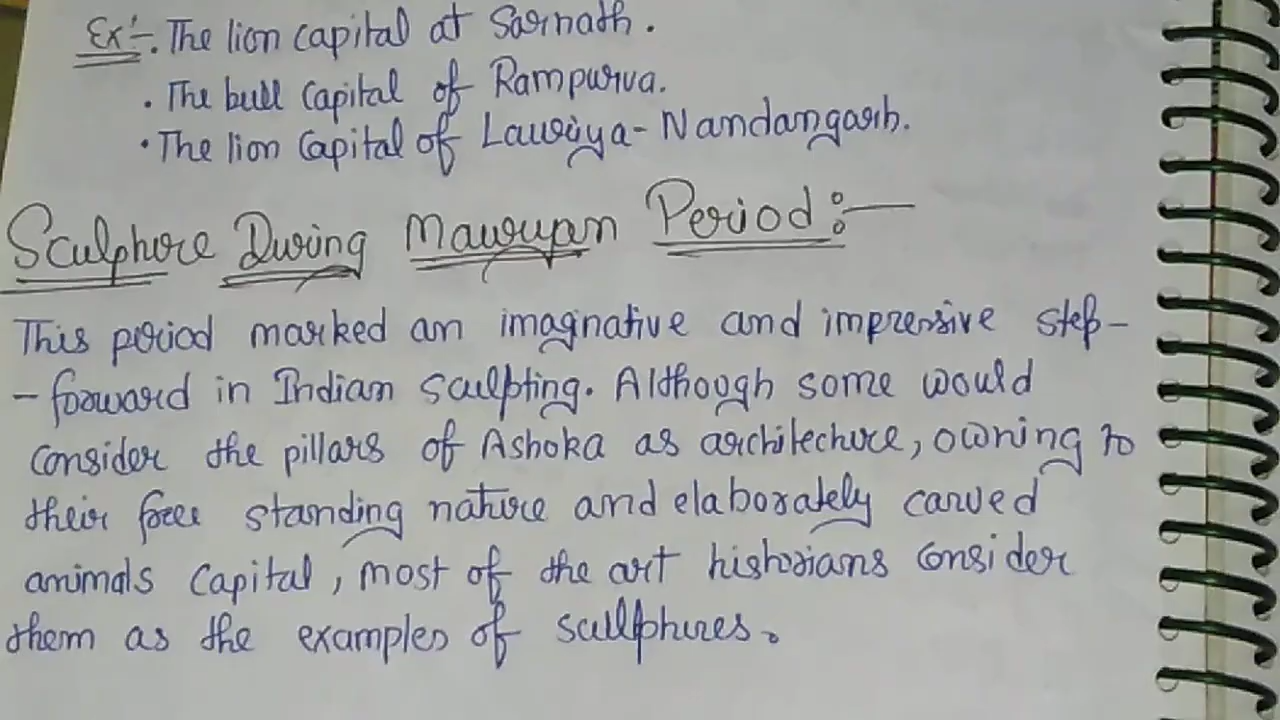 Ex:-. The lion capital at Sarnath.
. The bull capital of Rampurva.
. The lion capital of Lauriya-Nandangarh.
Sculpture During Mauryan Period:—
This period marked an imaginative and impressive step-
-forward in Indian sculpting. Although some would
consider the pillars of Ashoka as architecture, owning to
their free standing nature and elaborately carved
animals capital, most of the art historians consider
them as the examples of sculptures.